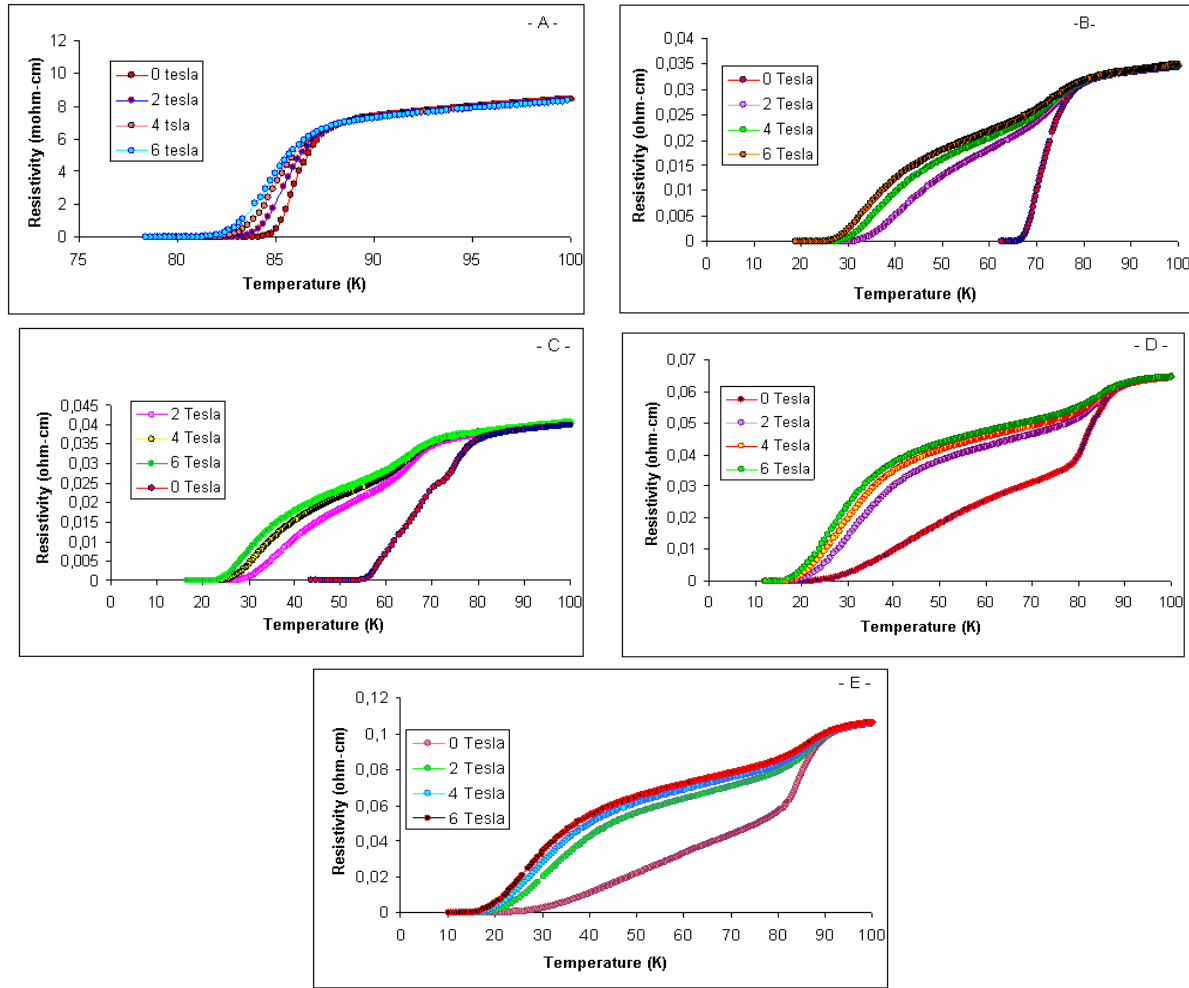 - A -
12
10
8
6
4
2
0
Resistivity (mohm-cm)
0 tesla
2 tesla
4 tsla
6 tesla
75 80 85 90 95 100
Temperature (K)
-B-
0,04
0,035
0,03
0,025
0,02
0,015
0,01
0,005
0
Resistivity (ohm-cm)
0 Tesla
2 Tesla
4 Tesla
6 Tesla
0 10 20 30 40 50 60 70 80 90 100
Temperature (K)
- C -
0,045
0,04
0,035
0,03
0,025
0,02
0,015
0,01
0,005
0
Resistivity (ohm-cm)
2 Tesla
4 Tesla
6 Tesla
0 Tesla
0 10 20 30 40 50 60 70 80 90 100
Temperature (K)
- D -
0,07
0,06
0,05
0,04
0,03
0,02
0,01
0
Resistivity (ohm-cm)
0 Tesla
2 Tesla
4 Tesla
6 Tesla
0 10 20 30 40 50 60 70 80 90 100
Temperature (K)
- E -
0,12
0,1
0,08
0,06
0,04
0,02
0
Resistivity (ohm-cm)
0 Tesla
2 Tesla
4 Tesla
6 Tesla
0 10 20 30 40 50 60 70 80 90 100
Temperature (K)